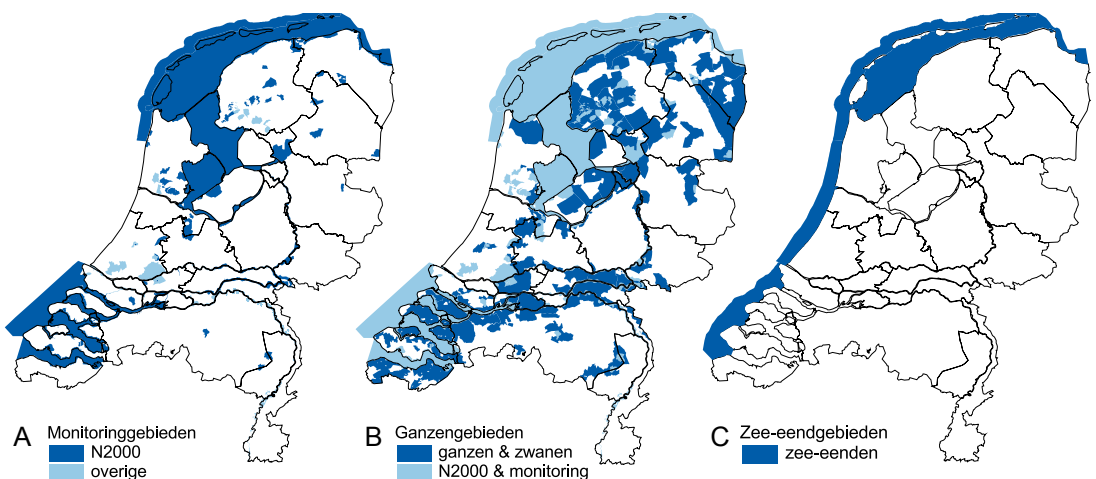 A Monitoringgebieden
N2000
overige
B Ganzengebieden
ganzen & zwanen
N2000 & monitoring
C Zee-eendgebieden
zee-eenden